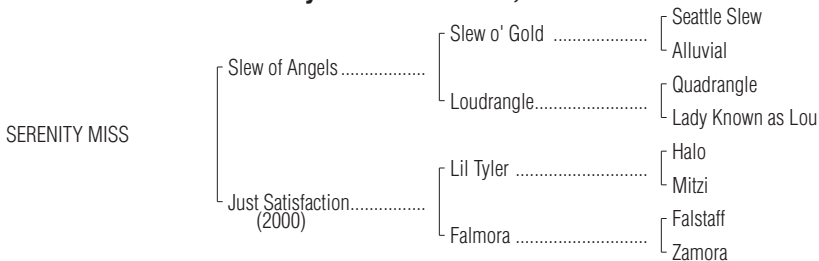 Seattle Slew
Slew o' Gold ....................
Alluvial
Slew of Angels..................
Quadrangle
Loudrangle........................
Lady Known as Lou
SERENITY MISS
Halo
Lil Tyler ............................
Mitzi
Just Satisfaction................
(2000)
Falstaff
Falmora ............................
Zamora